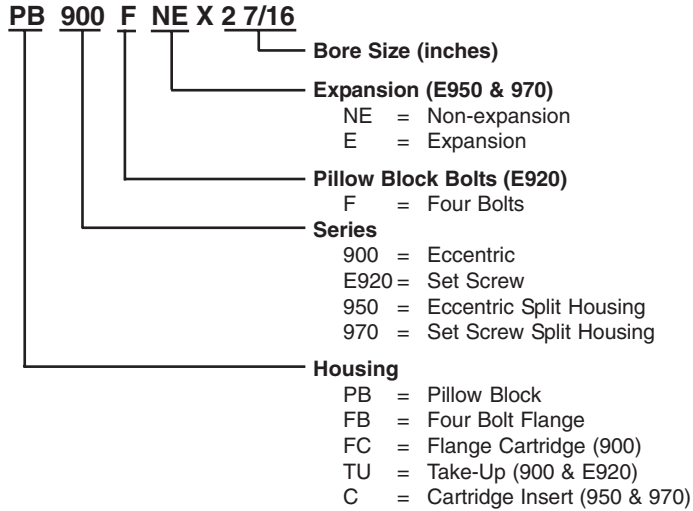 PB 900 F NE X 2 7/16
Bore Size (inches)
Expansion (E950 & 970)
NE = Non-expansion
E = Expansion
Pillow Block Bolts (E920)
F = Four Bolts
Series
900 = Eccentric
E920 = Set Screw
950 = Eccentric Split Housing
970 = Set Screw Split Housing
Housing
PB = Pillow Block
FB = Four Bolt Flange
FC = Flange Cartridge (900)
TU = Take-Up (900 & E920)
C = Cartridge Insert (950 & 970)